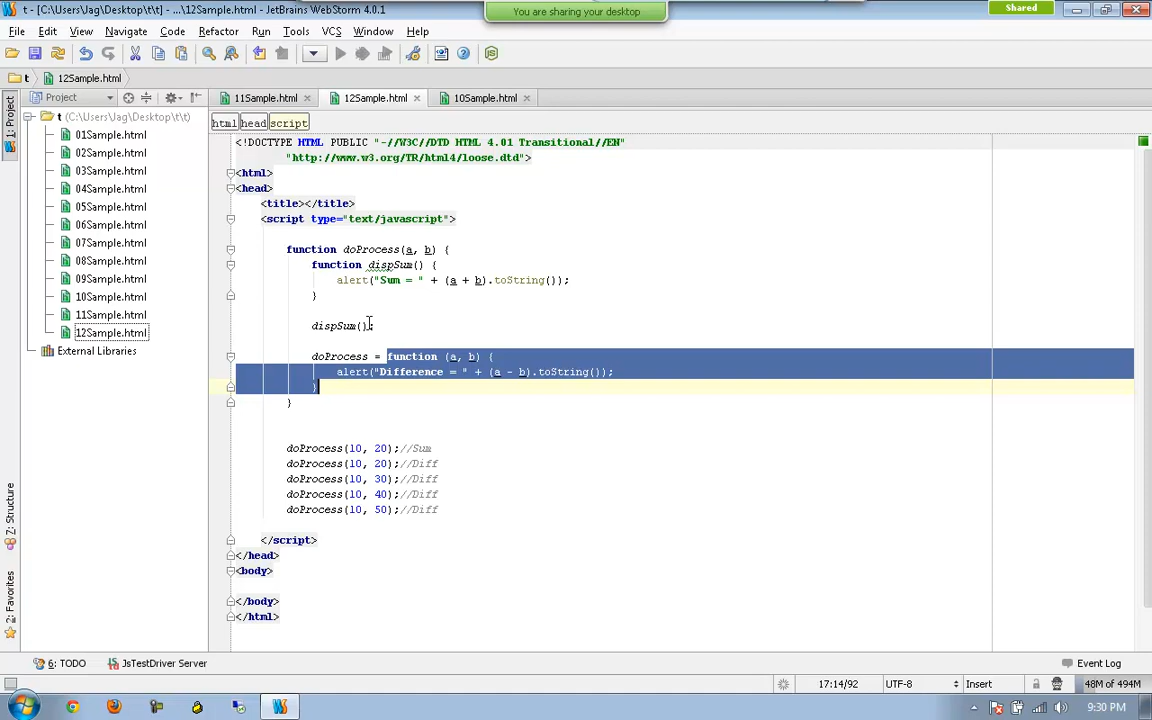 t - [C:\Users\Jag\Desktop\t\t] - ...\12Sample.html - JetBrains WebStorm 4.0.1
You are sharing your desktop
Shared
File Edit View Navigate Code Refactor Run Tools VCS Window Help
t 12Sample.html
Project
11Sample.html
12Sample.html
10Sample.html
1: Project
7: Structure
2: Favorites
t (C:\Users\Jag\Desktop\t\t)
01Sample.html
02Sample.html
03Sample.html
04Sample.html
05Sample.html
06Sample.html
07Sample.html
08Sample.html
09Sample.html
10Sample.html
11Sample.html
12Sample.html
External Libraries
html head script
<!DOCTYPE HTML PUBLIC "-//W3C//DTD HTML 4.01 Transitional//EN"
"http://www.w3.org/TR/html4/loose.dtd">
<html>
<head>
<title></title>
<script type="text/javascript">
function doProcess(a, b) {
function dispSum() {
alert("Sum = " + (a + b).toString());
}
dispSum();
doProcess = function (a, b) {
alert("Difference = " + (a - b).toString());
}
}
doProcess(10, 20);//Sum
doProcess(10, 20);//Diff
doProcess(10, 30);//Diff
doProcess(10, 40);//Diff
doProcess(10, 50);//Diff
</script>
</head>
<body>
</body>
</html>
6: TODO
JsTestDriver Server
Event Log
17:14/92
UTF-8
Insert
48M of 494M
9:30 PM